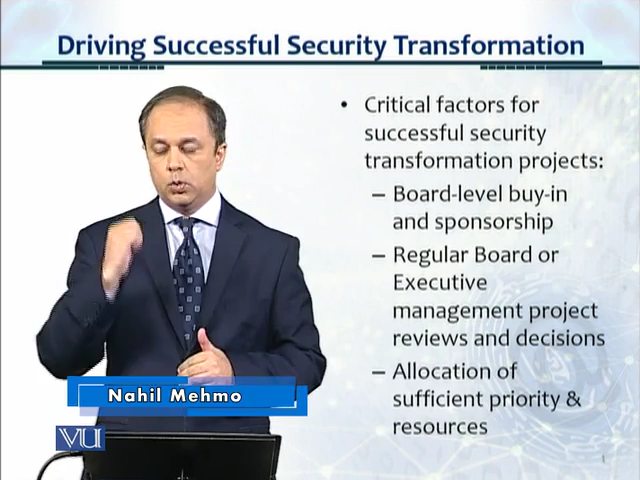 Driving Successful Security Transformation
• Critical factors for
successful security
transformation projects:
– Board-level buy-in
and sponsorship
– Regular Board or
Executive
management project
reviews and decisions
– Allocation of
sufficient priority &
resources
Nahil Mehmo
VU
1